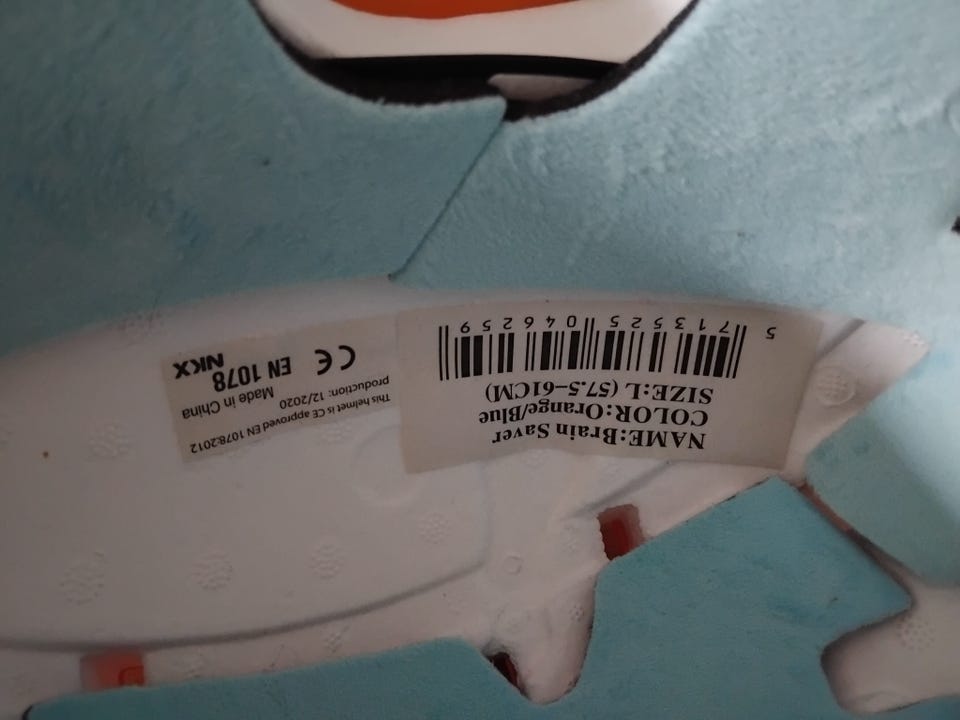 NAME:Brain Saver
COLOR:Orange/Blue
SIZE:L (57.5-61CM)
5 713525 046259
This helmet is CE approved EN 1078:2012
production: 12/2020
Made in China
CE EN 1078
NKX